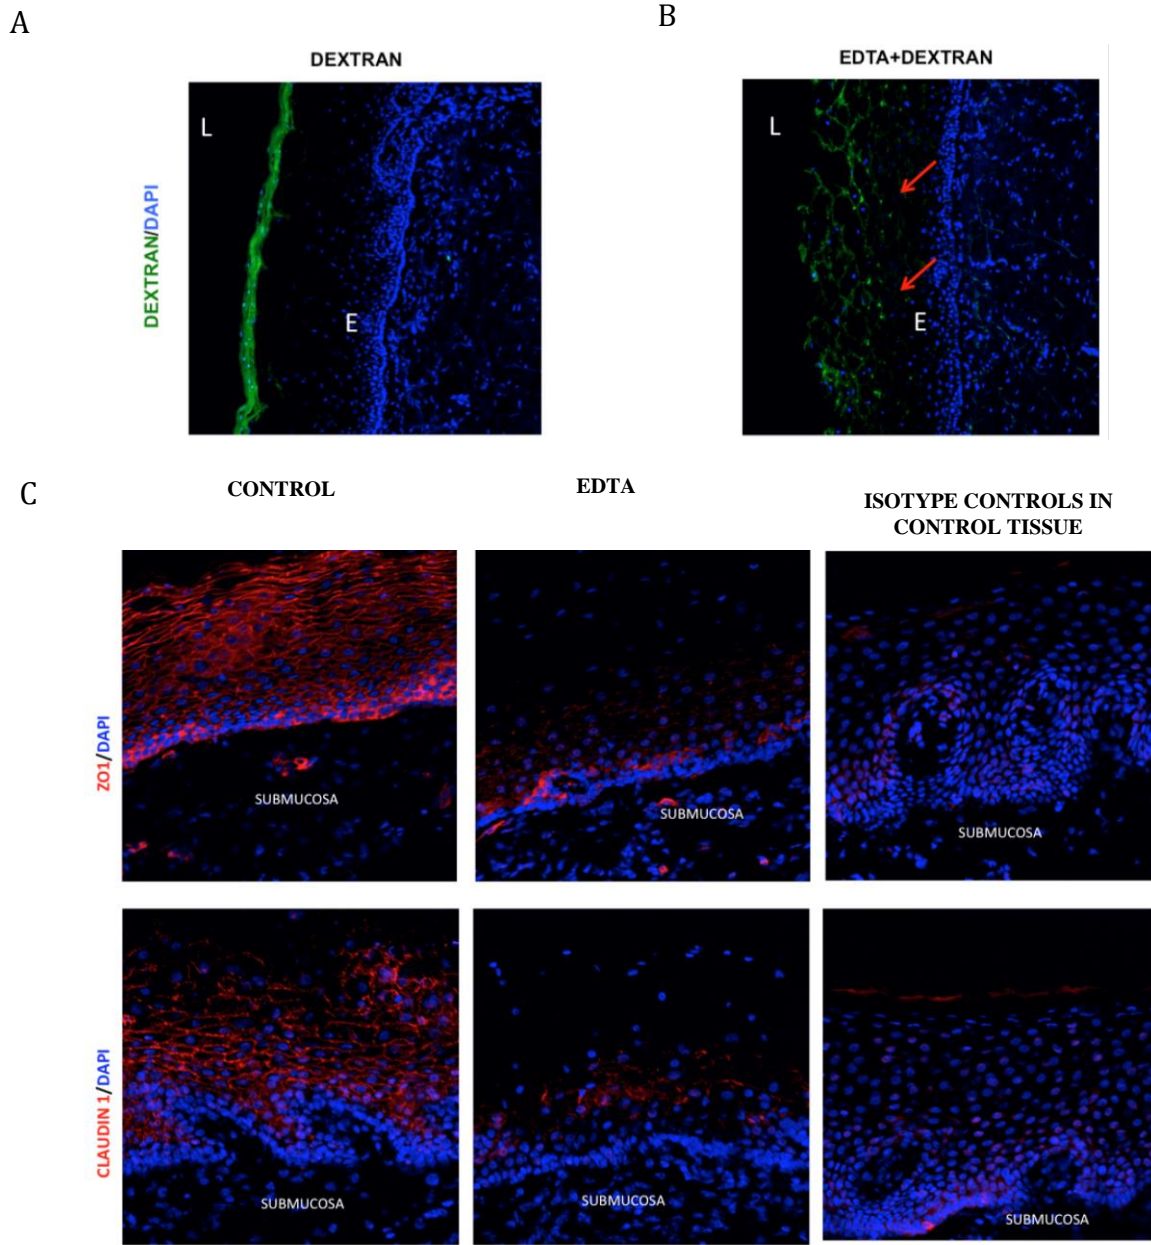 A
B
DEXTRAN
EDTA+DEXTRAN
DEXTRAN/DAPI
L
E
L
E
C
CONTROL
EDTA
ISOTYPE CONTROLS IN
CONTROL TISSUE
ZO1/DAPI
SUBMUCOSA
SUBMUCOSA
SUBMUCOSA
CLAUDIN 1/DAPI
SUBMUCOSA
SUBMUCOSA
SUBMUCOSA